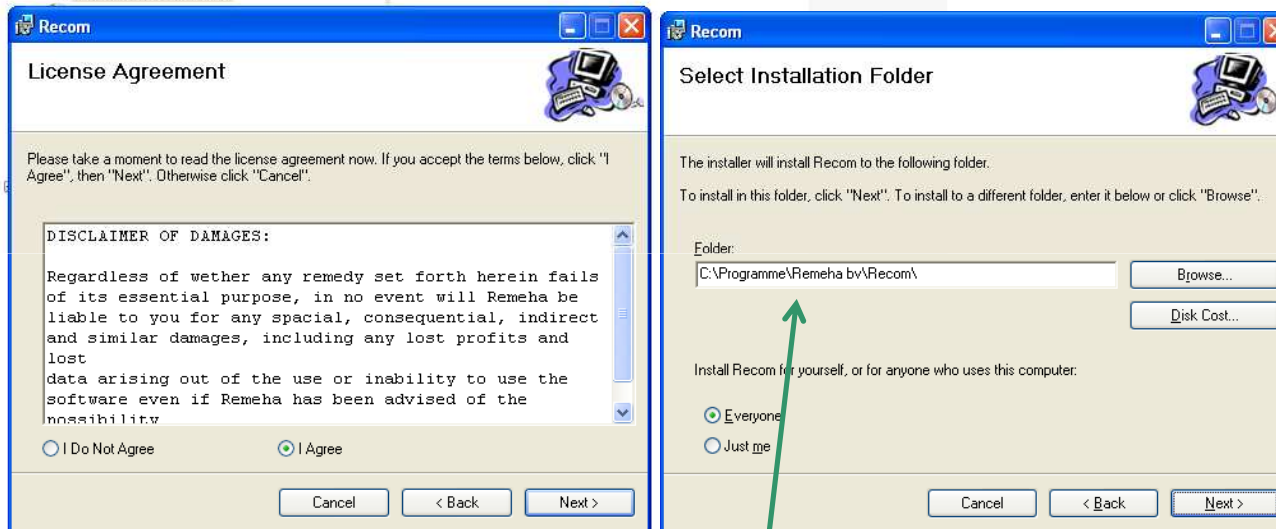 Recom
License Agreement
Please take a moment to read the license agreement now. If you accept the terms below, click "I
Agree", then "Next". Otherwise click "Cancel".
DISCLAIMER OF DAMAGES:
Regardless of wether any remedy set forth herein fails
of its essential purpose, in no event will Remeha be
liable to you for any spacial, consequential, indirect
and similar damages, including any lost profits and
lost
data arising out of the use or inability to use the
software even if Remeha has been advised of the
possibility
I Do Not Agree
I Agree
Cancel
< Back
Next >
Recom
Select Installation Folder
The installer will install Recom to the following folder.
To install in this folder, click "Next". To install to a different folder, enter it below or click "Browse".
Folder:
C:\Programme\Remeha bv\Recom\
Browse...
Disk Cost...
Install Recom for yourself, or for anyone who uses this computer:
Everyone
Just me
Cancel
< Back
Next >